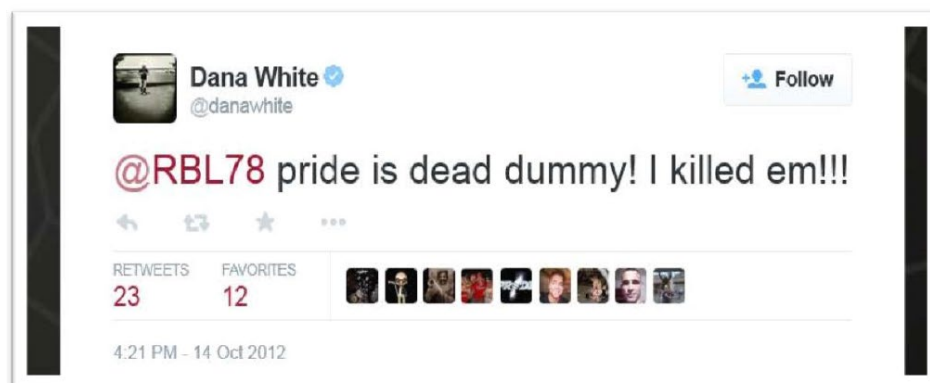 Dana White
Follow
@danawhite
@RBL78 pride is dead dummy! I killed em!!!
RETWEETS FAVORITES
23 12
4:21 PM - 14 Oct 2012